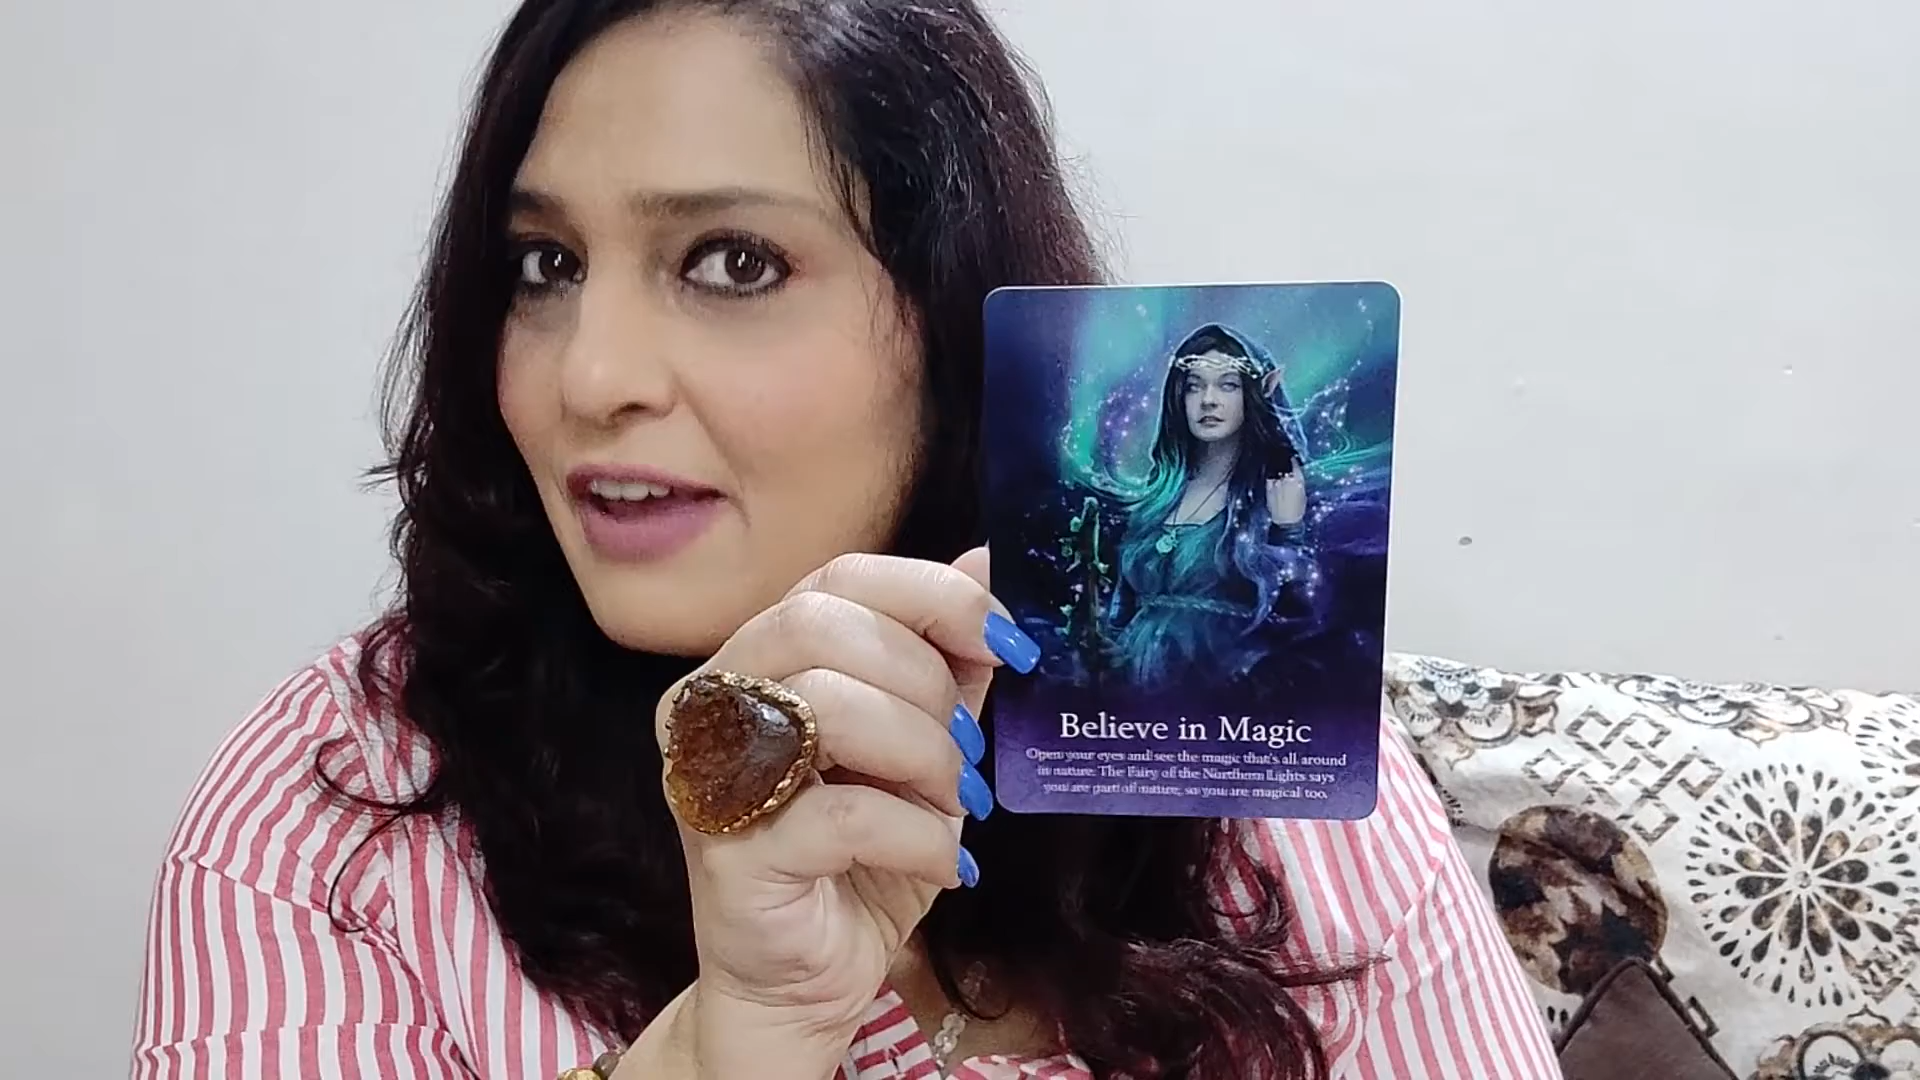 Believe in Magic
Open your eyes and see the magic that's all around
in nature. The Fairy of the Northern Lights says
you are part of nature, so you are magical too.